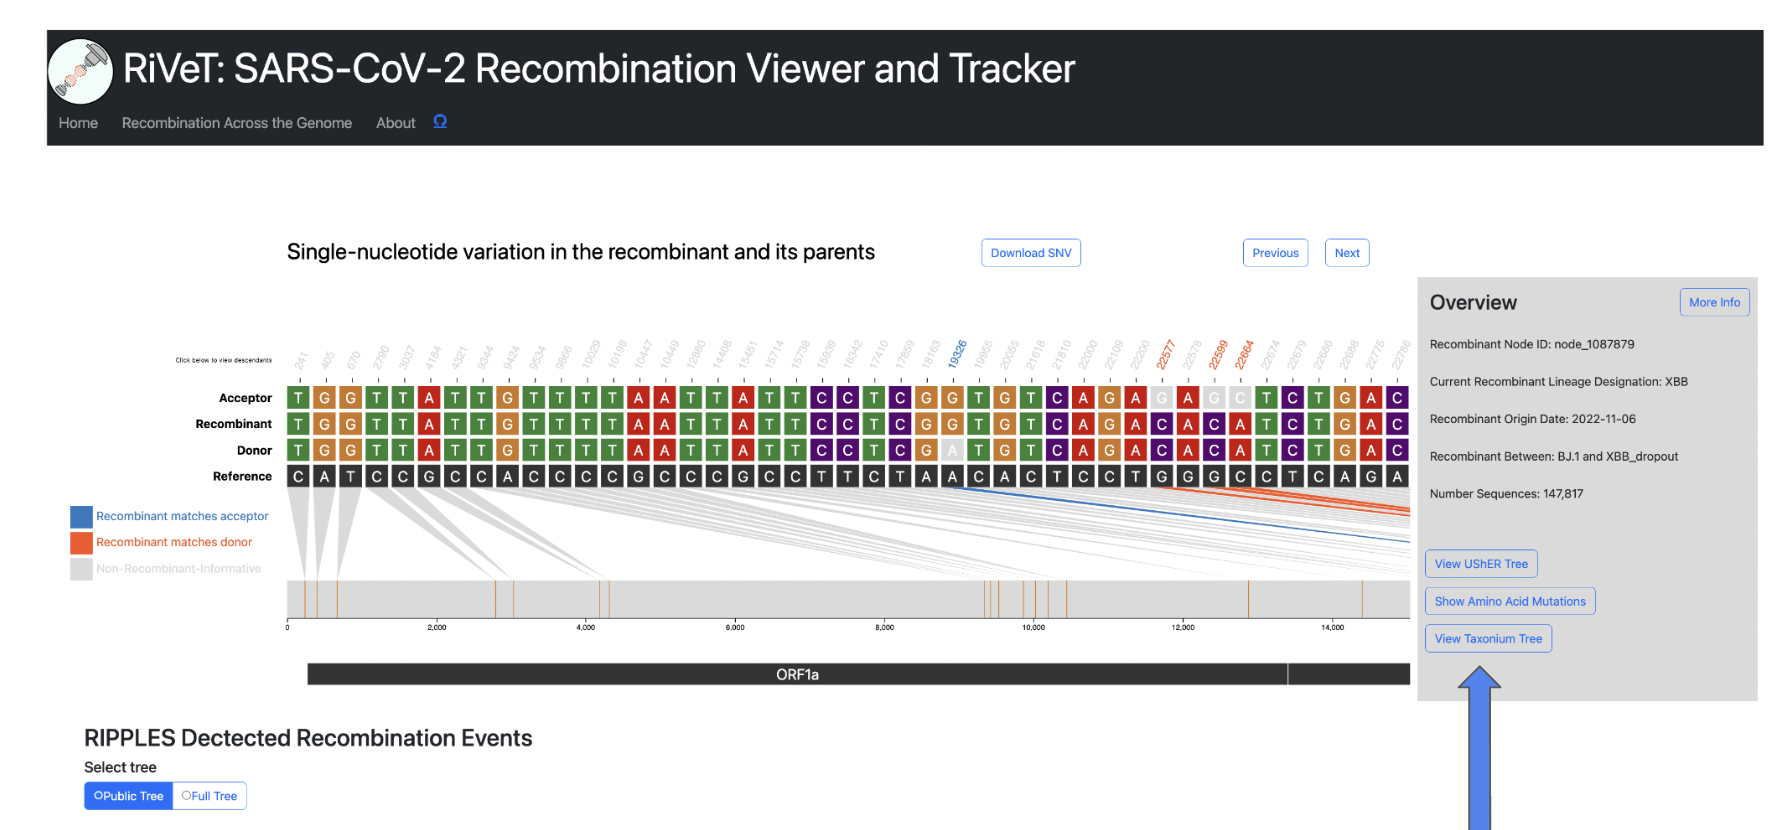 RiVeT: SARS-CoV-2 Recombination Viewer and Tracker
Home Recombination Across the Genome About
Single-nucleotide variation in the recombinant and its parents
Download SNV
Previous
Next
Overview
More Info
Recombinant Node ID: node_1087879
Current Recombinant Lineage Designation: XBB
Recombinant Origin Date: 2022-11-06
Recombinant Between: BJ.1 and XBB_dropout
Number Sequences: 147,817
View UShER Tree
Show Amino Acid Mutations
View Taxonium Tree
Click below to view descendants
241 405 670 2790 3037 4184 4321 9344 9424 9534 9866 10029 10198 10447 10449 12880 14408 15451 15714 15738 15939 16342 17410 17859 18163 19326 19955 20055 21618 21810 22000 22109 22200 22577 22578 22599 22664 22674 22679 22686 22688 22775 22786
Acceptor T G G T T A T T G T T T T A A T T A T T C C T C G G T G T C A G A G A G C T C T G A C
Recombinant T G G T T A T T G T T T T A A T T A T T C C T C G G T G T C A G A C A C A T C T G A C
Donor T G G T T A T T G T T T T A A T T A T T C C T C G A T G T C A G A C A C A T C T G A C
Reference C A T C C G C C A C C C C G C C C G C C T T C T A A C A C T C C T G G G C C T C A G A
Recombinant matches acceptor
Recombinant matches donor
Non-Recombinant-Informative
0 2,000 4,000 6,000 8,000 10,000 12,000 14,000
ORF1a
RIPPLES Dectected Recombination Events
Select tree
Public Tree Full Tree